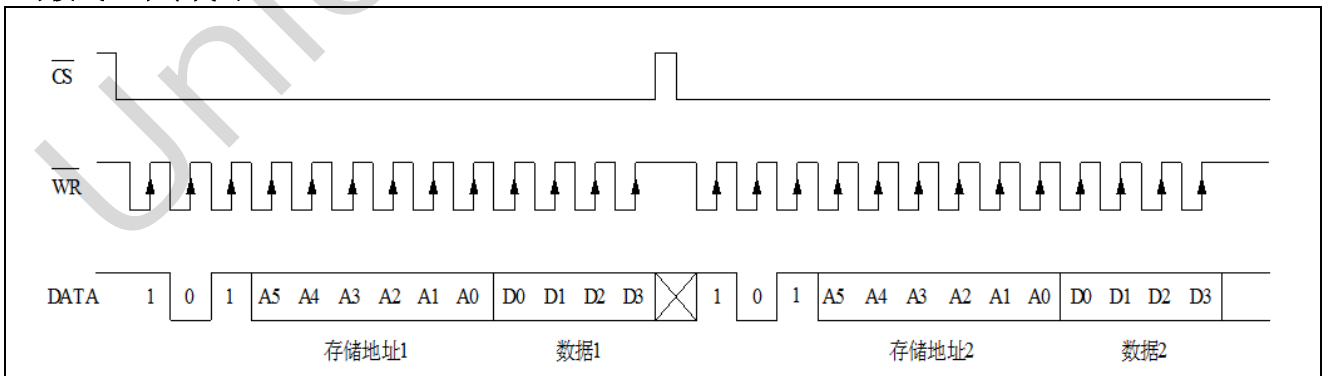 CS
WR
DATA 1 0 1 A5 A4 A3 A2 A1 A0 D0 D1 D2 D3 1 0 1 A5 A4 A3 A2 A1 A0 D0 D1 D2 D3
存储地址1 数据1 存储地址2 数据2